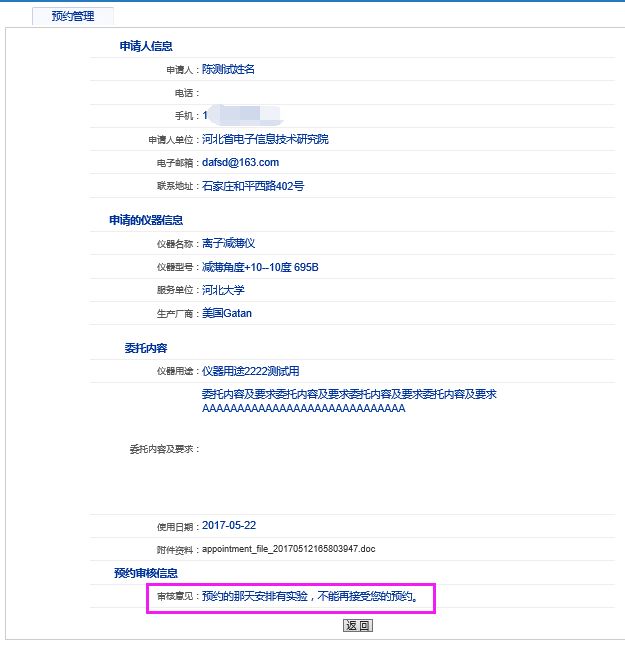 预约管理
申请人信息
申请人：陈测试姓名
电话：
手机：1
申请人单位：河北省电子信息技术研究院
电子邮箱：dafsd@163.com
联系地址：石家庄和平西路402号
申请的仪器信息
仪器名称：离子减薄仪
仪器型号：减薄角度+10--10度 695B
服务单位：河北大学
生产厂商：美国Gatan
委托内容
仪器用途：仪器用途2222测试用
委托内容及要求委托内容及要求委托内容及要求委托内容及要求
AAAAAAAAAAAAAAAAAAAAAAAAAAAAA
委托内容及要求：
使用日期：2017-05-22
附件资料：appointment_file_20170512165803947.doc
预约审核信息
审核意见：预约的那天安排有实验，不能再接受您的预约。
返 回